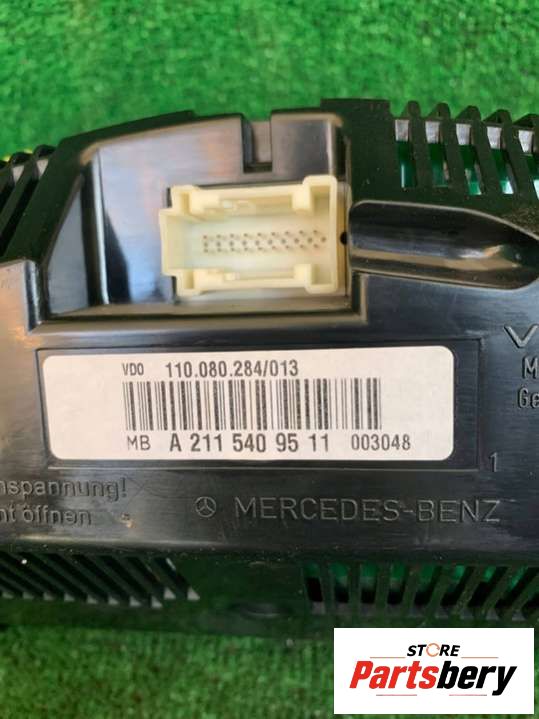 V
M
Ge
VDO 110.080.284/013
MB A 211 540 95 11 003048
1
nspannung!
nt öffnen
MERCEDES-BENZ
STORE
Partsbery